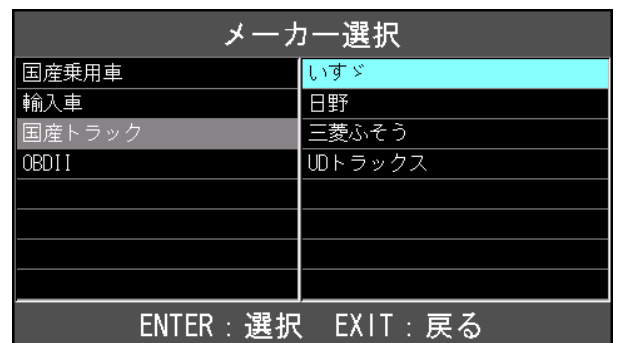 メーカー選択
国産乗用車
輸入車
国産トラック
OBDII
いすゞ
日野
三菱ふそう
UDトラックス
ENTER：選択　EXIT：戻る